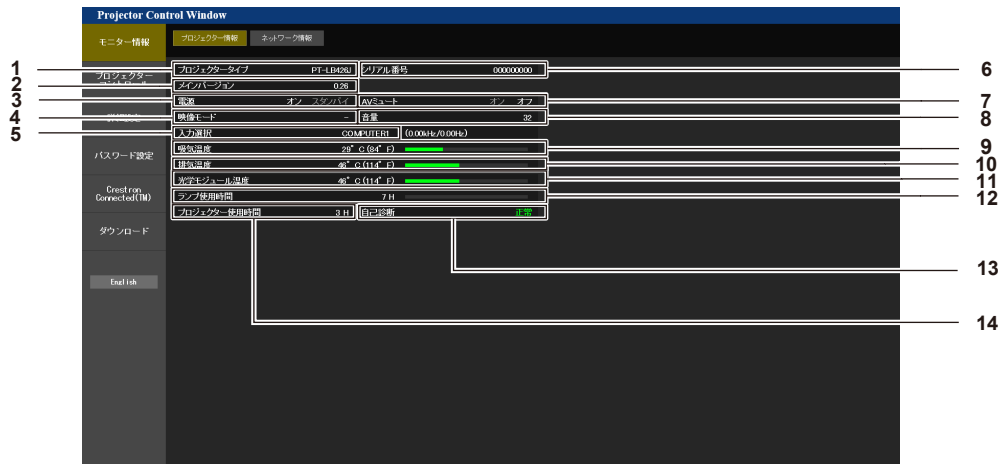 Projector Control Window
モニター情報
プロジェクター情報 ネットワーク情報
プロジェクター
パスワード設定
Crestron
Connected(TM)
ダウンロード
English
1 プロジェクタータイプ PT-LB426J シリアル番号 000000000 6
2 メインバージョン 0.26
3 電源 オン スタンバイ AVミュート オン オフ 7
4 映像モード - 音量 32 8
5 入力選択 COMPUTER1 (0.00kHz/0.00Hz)
吸気温度 29° C (84° F) 9
排気温度 46° C (114° F) 10
光学モジュール温度 46° C (114° F) 11
ランプ使用時間 7 H 12
プロジェクター使用時間 3 H 自己診断 正常
13
14